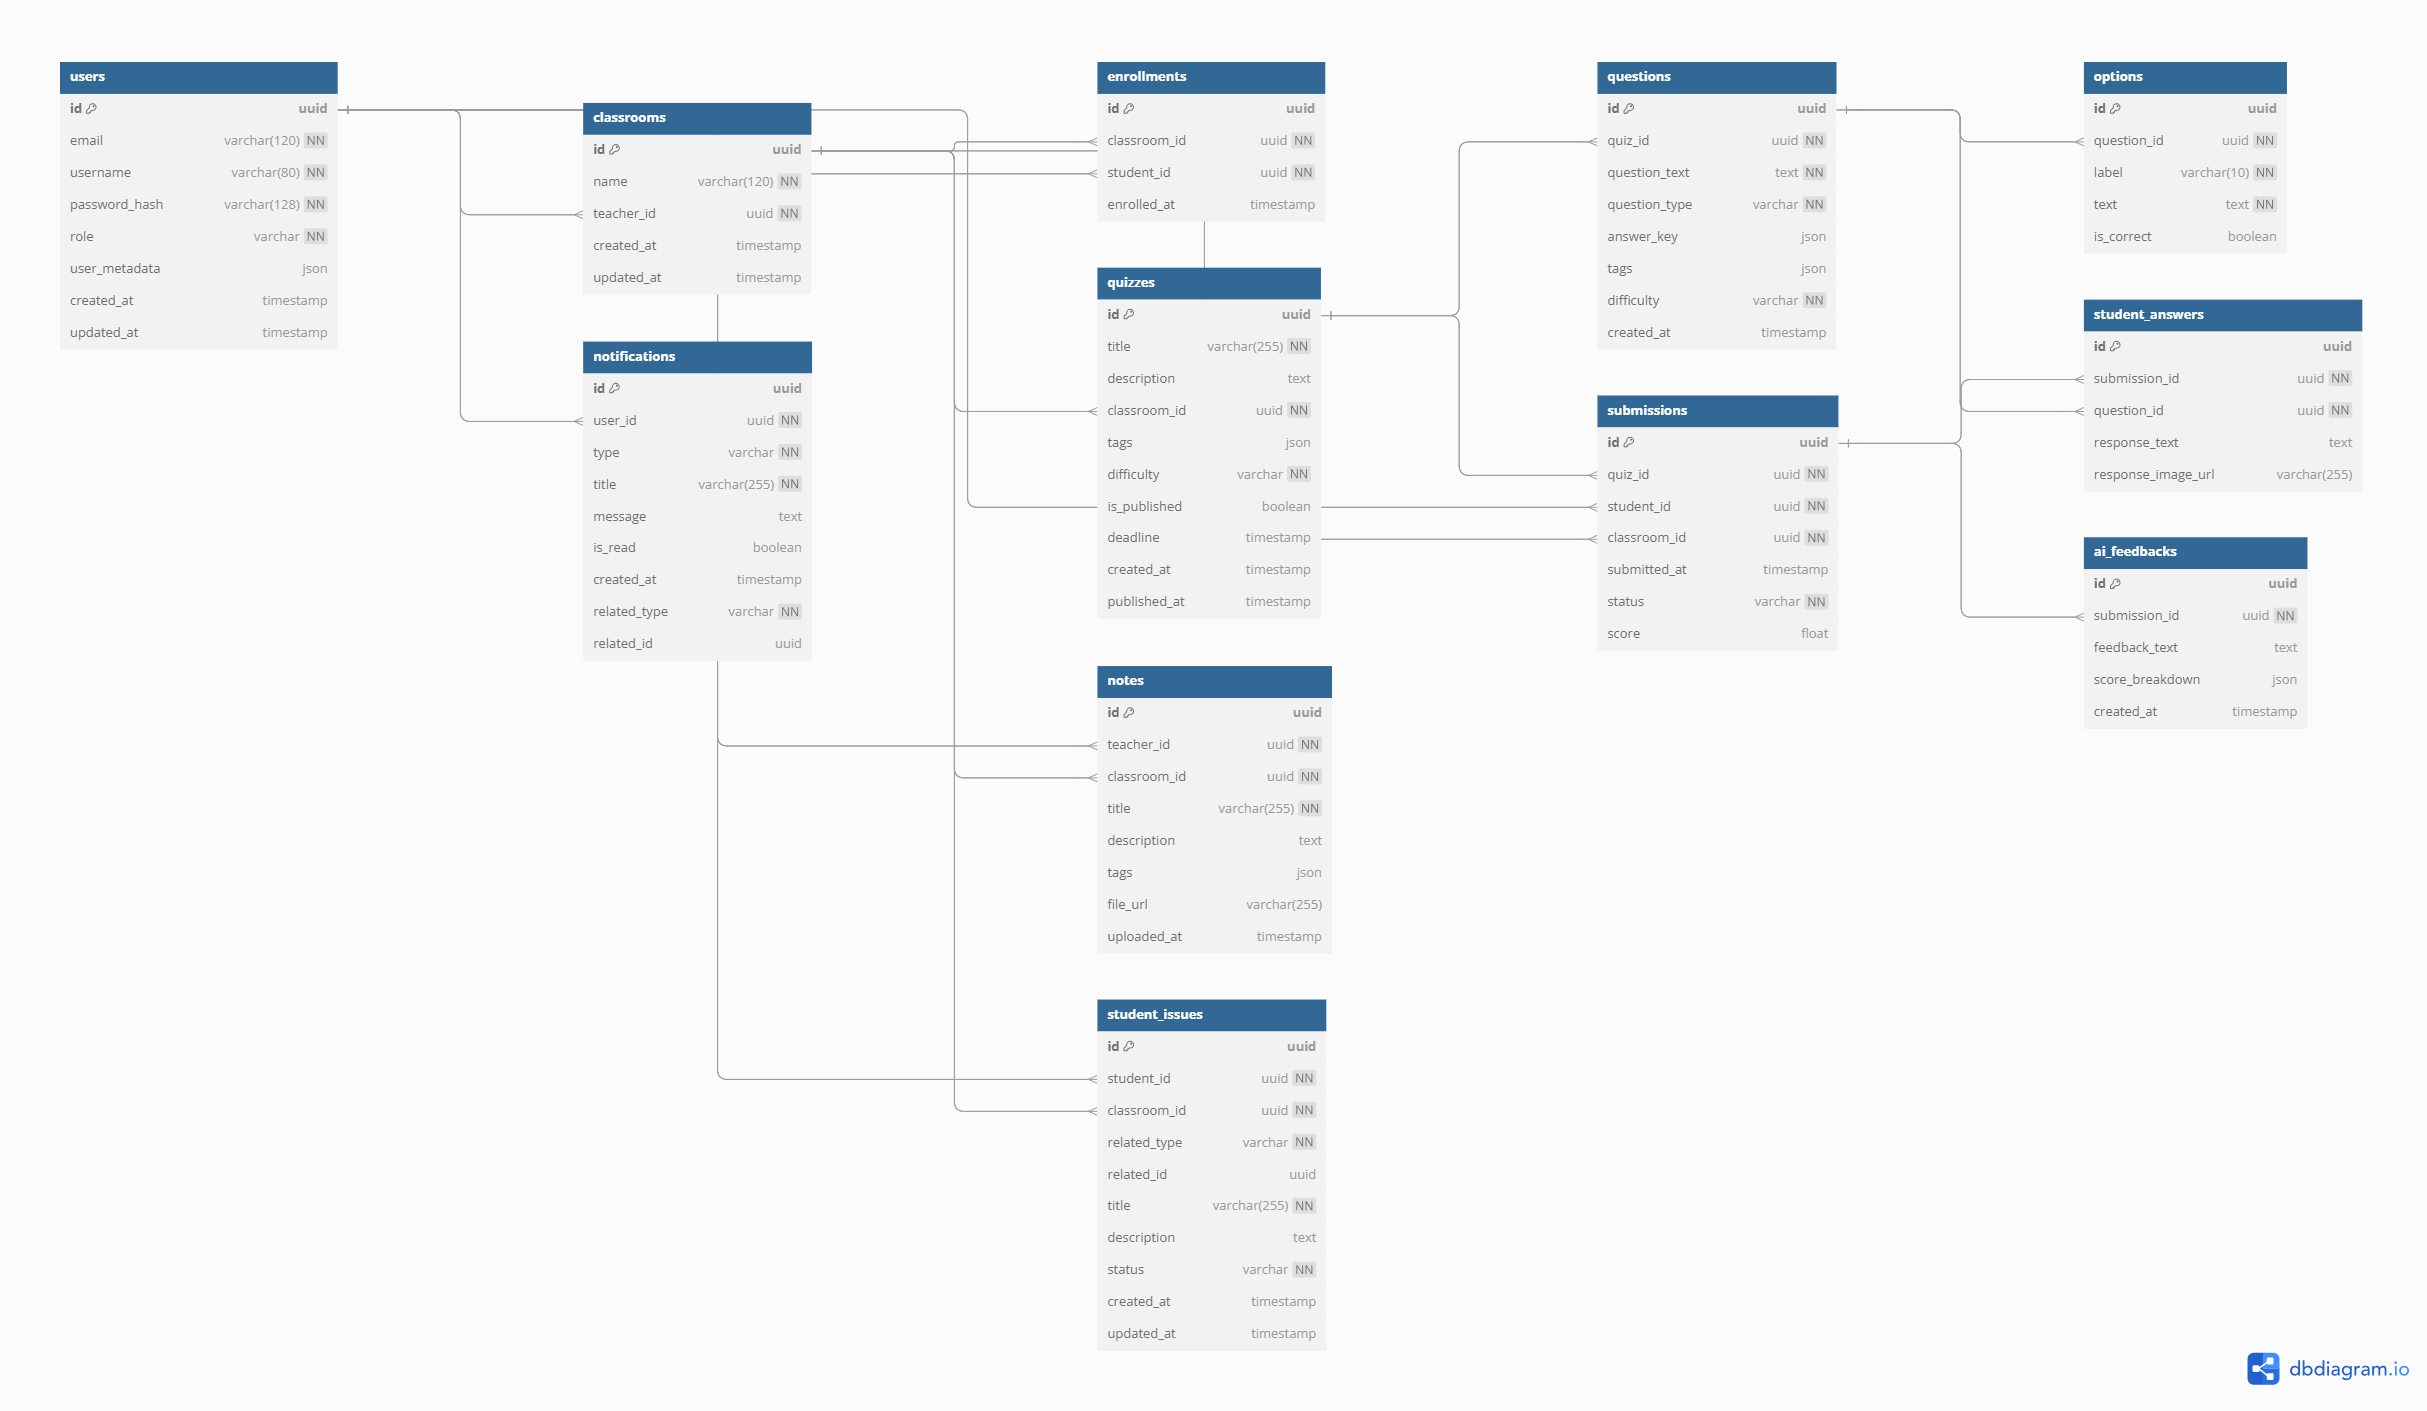 users
id uuid
email varchar(120) NN
username varchar(80) NN
password_hash varchar(128) NN
role varchar NN
user_metadata json
created_at timestamp
updated_at timestamp
classrooms
id uuid
name varchar(120) NN
teacher_id uuid NN
created_at timestamp
updated_at timestamp
notifications
id uuid
user_id uuid NN
type varchar NN
title varchar(255) NN
message text
is_read boolean
created_at timestamp
related_type varchar NN
related_id uuid
enrollments
id uuid
classroom_id uuid NN
student_id uuid NN
enrolled_at timestamp
quizzes
id uuid
title varchar(255) NN
description text
classroom_id uuid NN
tags json
difficulty varchar NN
is_published boolean
deadline timestamp
created_at timestamp
published_at timestamp
notes
id uuid
teacher_id uuid NN
classroom_id uuid NN
title varchar(255) NN
description text
tags json
file_url varchar(255)
uploaded_at timestamp
student_issues
id uuid
student_id uuid NN
classroom_id uuid NN
related_type varchar NN
related_id uuid
title varchar(255) NN
description text
status varchar NN
created_at timestamp
updated_at timestamp
questions
id uuid
quiz_id uuid NN
question_text text NN
question_type varchar NN
answer_key json
tags json
difficulty varchar NN
created_at timestamp
submissions
id uuid
quiz_id uuid NN
student_id uuid NN
classroom_id uuid NN
submitted_at timestamp
status varchar NN
score float
options
id uuid
question_id uuid NN
label varchar(10) NN
text text NN
is_correct boolean
student_answers
id uuid
submission_id uuid NN
question_id uuid NN
response_text text
response_image_url varchar(255)
ai_feedbacks
id uuid
submission_id uuid NN
feedback_text text
score_breakdown json
created_at timestamp
dbdiagram.io